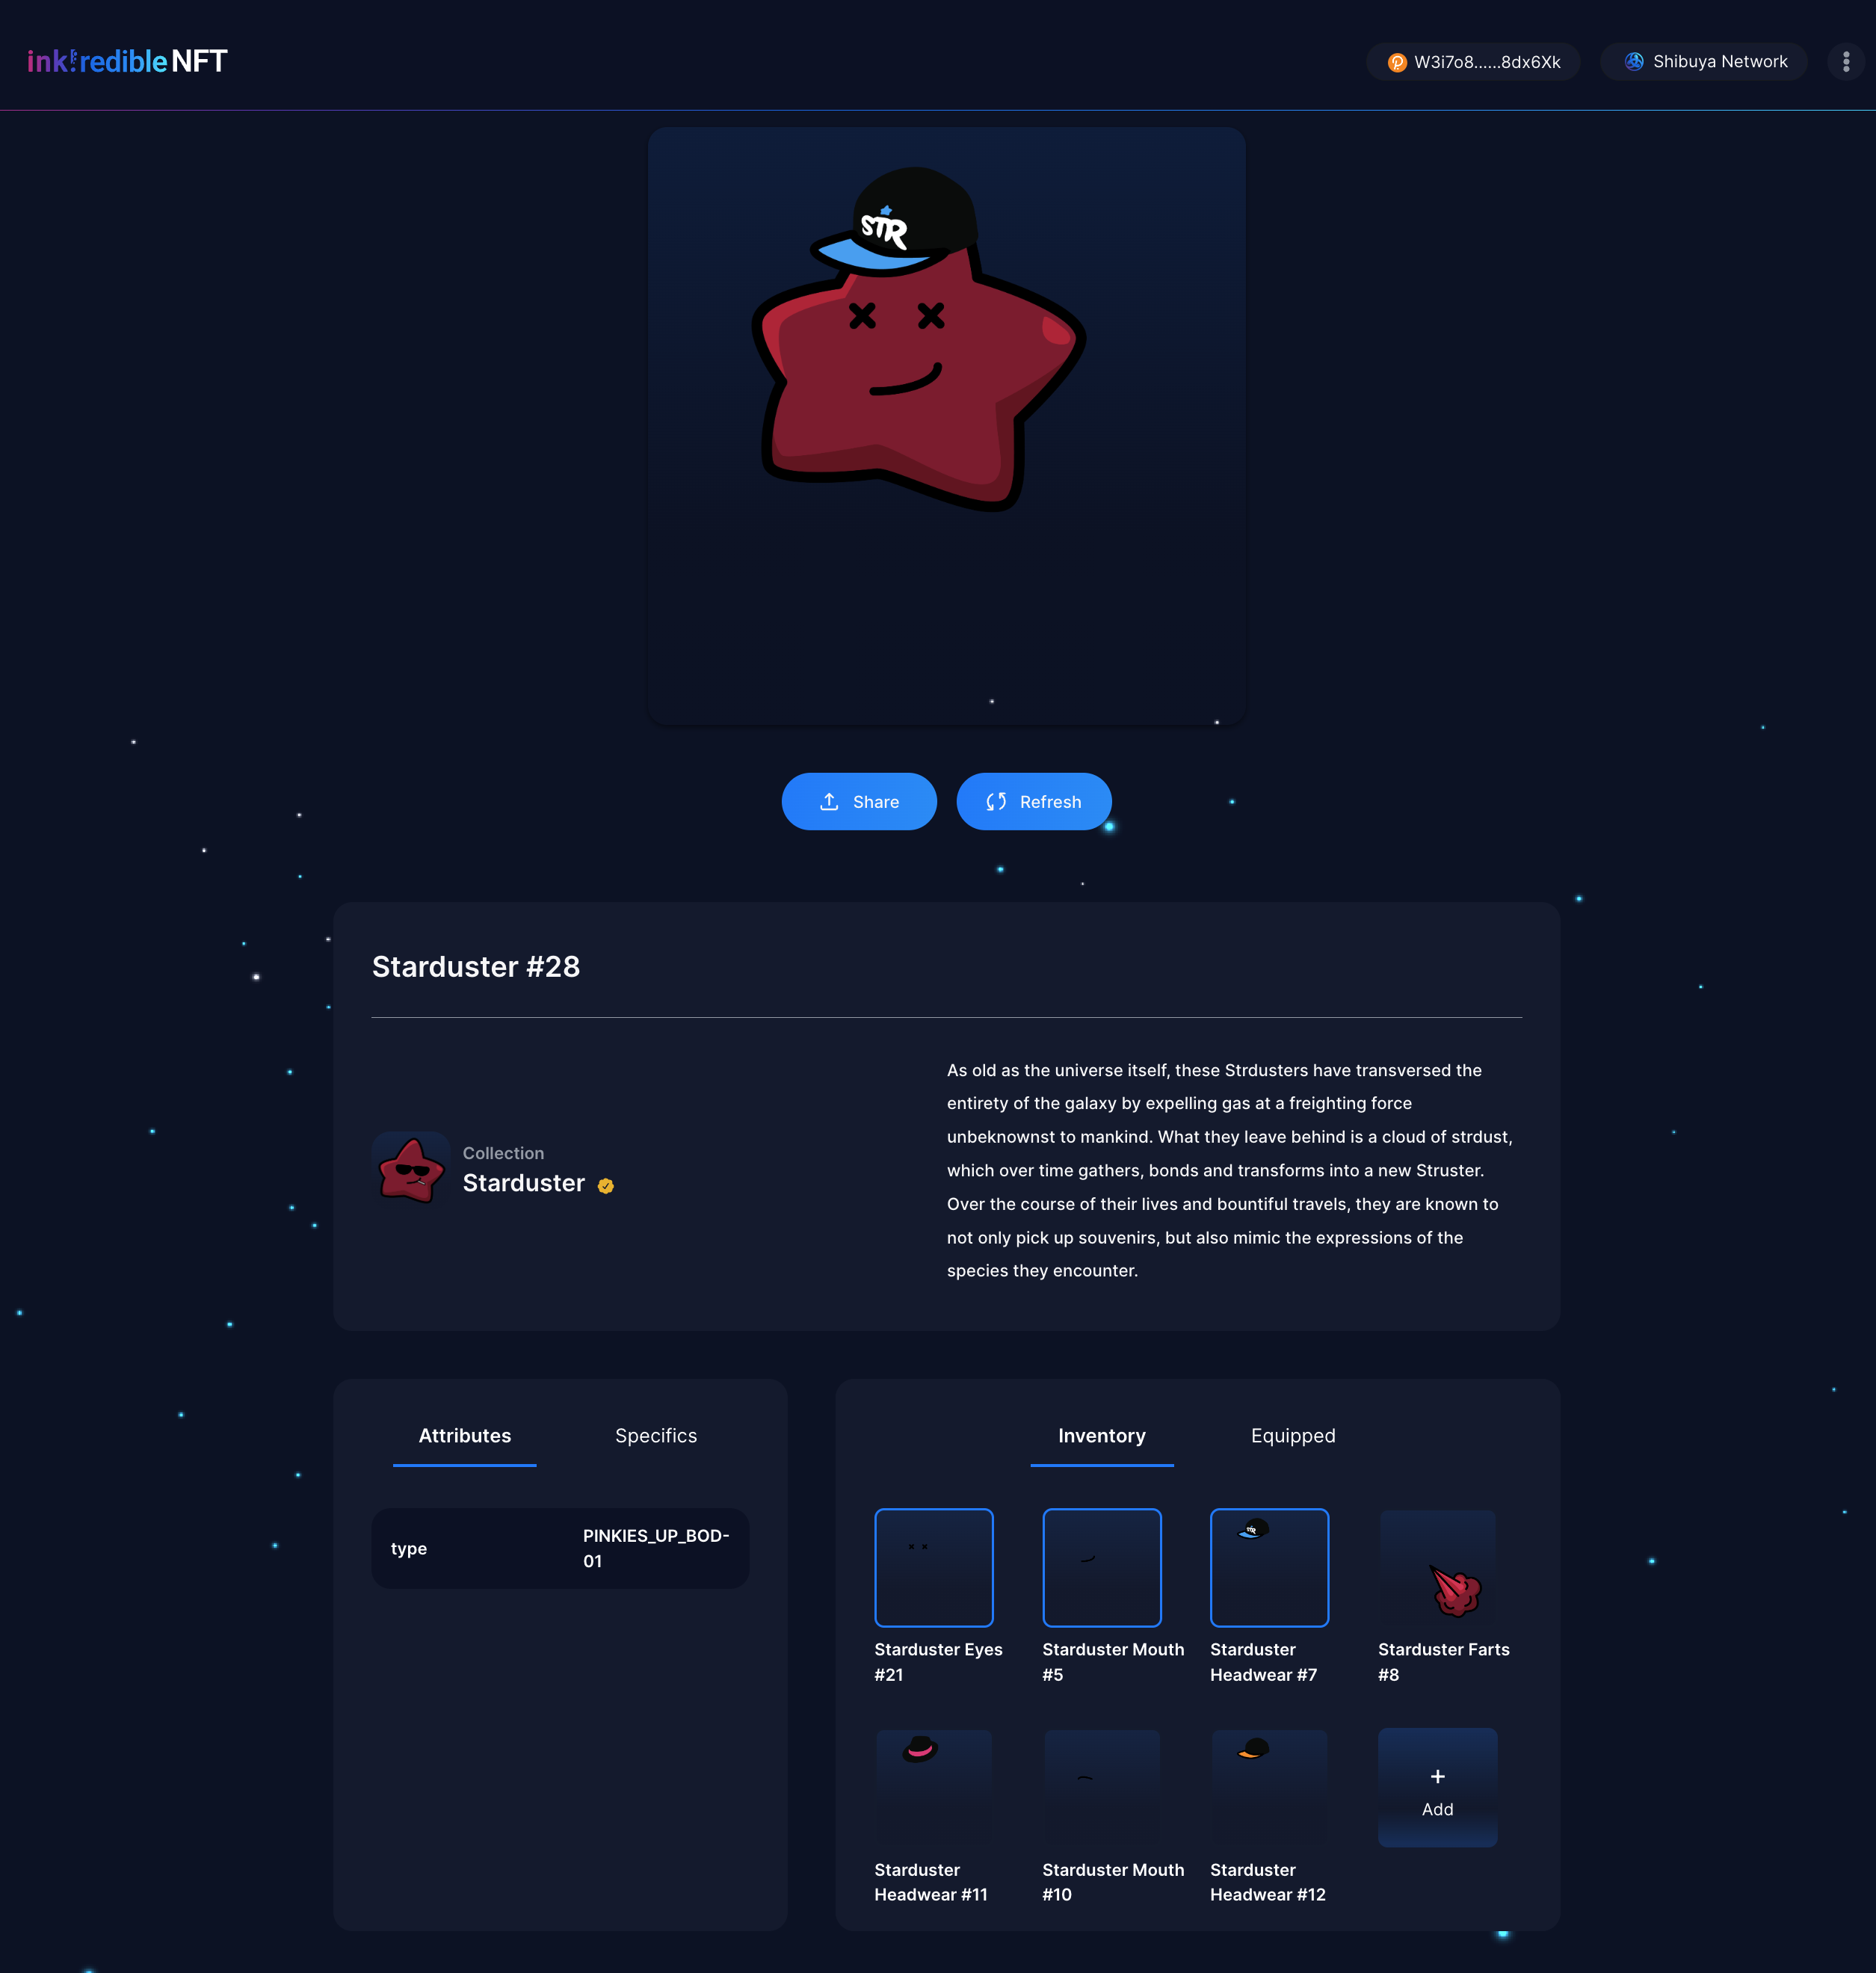 ink!redible NFT
W3i7o8......8dx6Xk
Shibuya Network
STR
Share
Refresh
Starduster #28
Collection
Starduster
As old as the universe itself, these Strdusters have transversed the
entirety of the galaxy by expelling gas at a freighting force
unbeknownst to mankind. What they leave behind is a cloud of strdust,
which over time gathers, bonds and transforms into a new Struster.
Over the course of their lives and bountiful travels, they are known to
not only pick up souvenirs, but also mimic the expressions of the
species they encounter.
Attributes
Specifics
type
PINKIES_UP_BOD-
01
Inventory
Equipped
STR
Starduster Eyes
#21
Starduster Mouth
#5
Starduster
Headwear #7
Starduster Farts
#8
Starduster
Headwear #11
Starduster Mouth
#10
Starduster
Headwear #12
+
Add